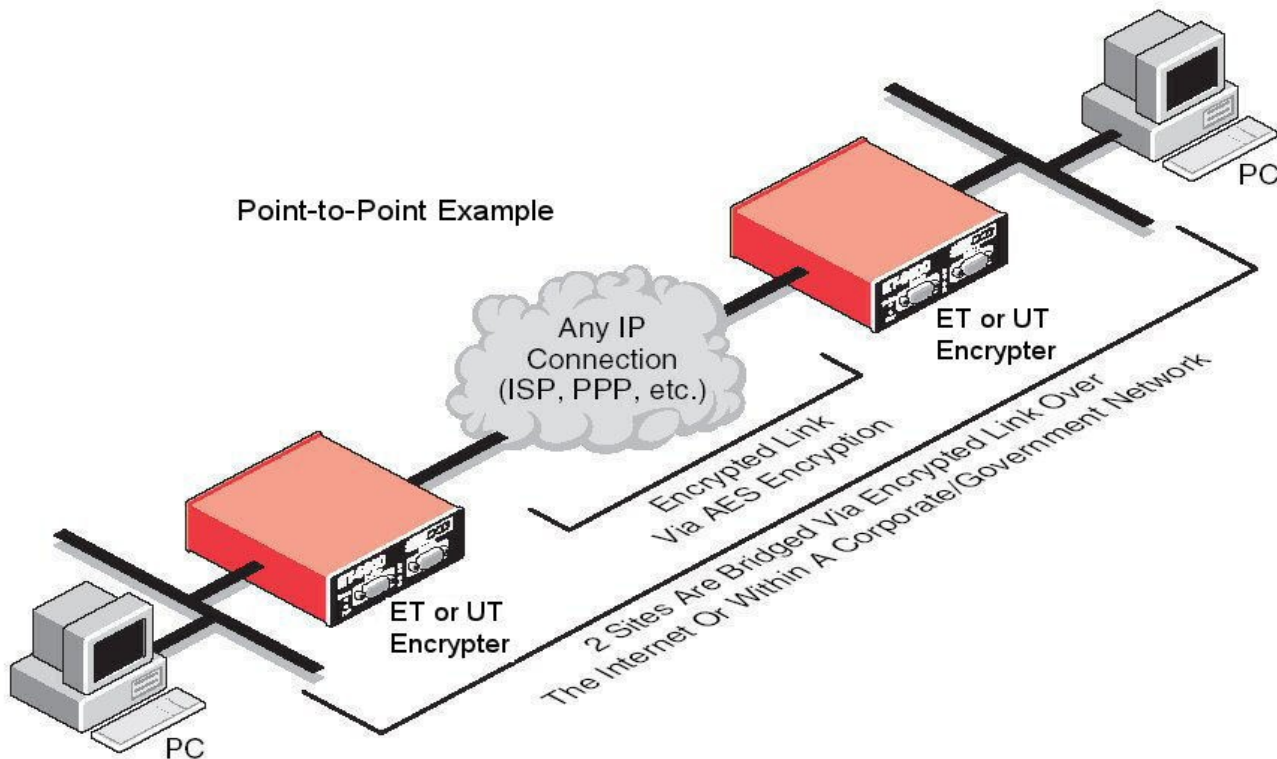 PC
Point-to-Point Example
Any IP
Connection
(ISP, PPP, etc.)
ET or UT
Encrypter
Encrypted Link
Via AES Encryption
2 Sites Are Bridged Via Encrypted Link Over
The Internet Or Within A Corporate/Government Network
ET or UT
Encrypter
PC